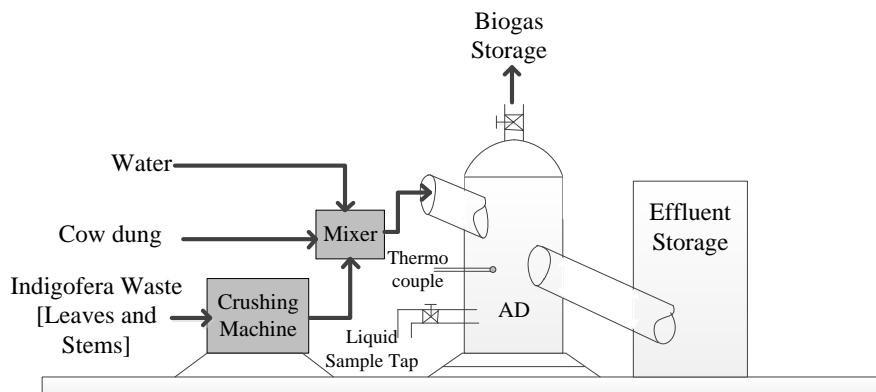 Biogas
Storage
Water
Cow dung
Mixer
Effluent
Storage
Thermo
couple
Indigofera Waste
[Leaves and
Stems]
Crushing
Machine
AD
Liquid
Sample Tap